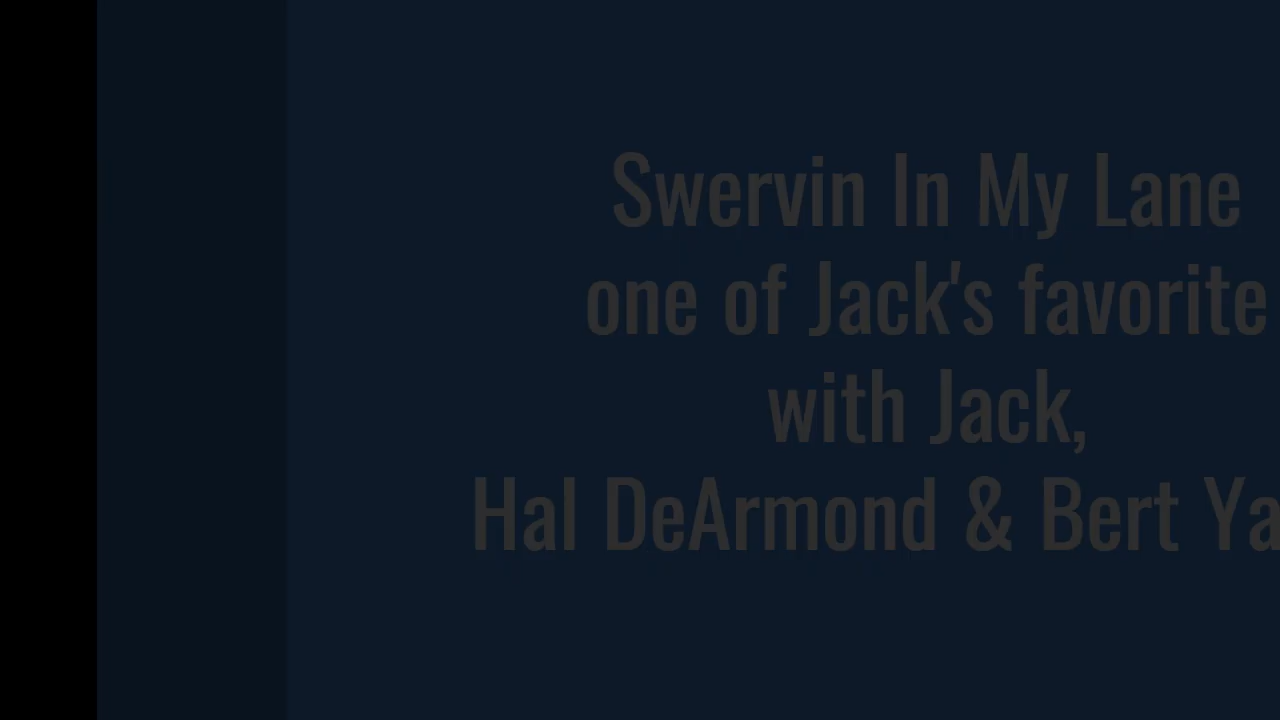 Swervin In My Lane
one of Jack's favorite
with Jack,
Hal DeArmond & Bert